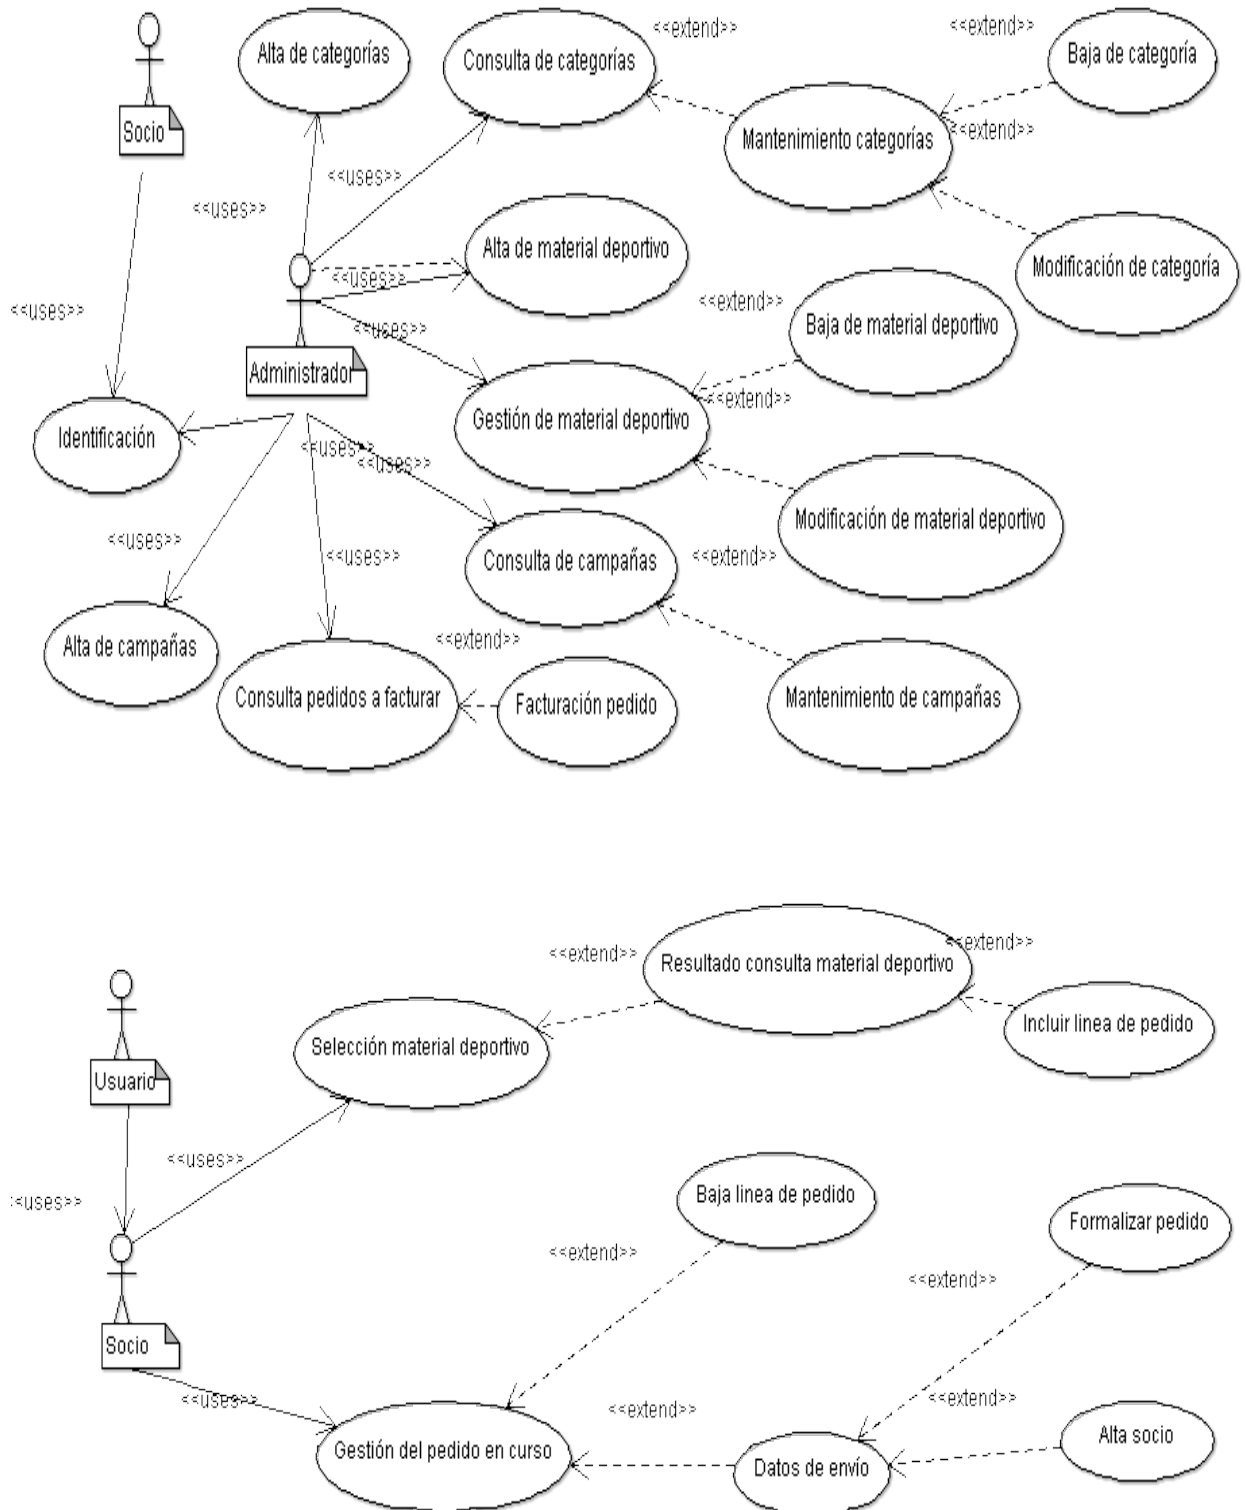 <<extend>>
<<extend>>
Alta de categorías
Consulta de categorías
Baja de categoría
Socio
<<extend>>
Mantenimiento categorías
<<uses>>
<<uses>>
Alta de material deportivo
Modificación de categoría
<<uses>>
<<extend>>
<<uses>>
<<uses>>
Baja de material deportivo
Administrador
<<extend>>
Gestión de material deportivo
Identificación
<<uses>>
<<uses>>
Modificación de material deportivo
<<uses>>
<<uses>>
Consulta de campañas
<<extend>>
Alta de campañas
<<extend>>
Consulta pedidos a facturar
Facturación pedido
Mantenimiento de campañas
<<extend>>
<<extend>>
Resultado consulta material deportivo
Incluir linea de pedido
Selección material deportivo
Usuario
<<uses>>
<<uses>>
Baja linea de pedido
Formalizar pedido
<<extend>>
<<extend>>
Socio
<<uses>>
<<extend>>
<<extend>>
Gestión del pedido en curso
Alta socio
Datos de envío